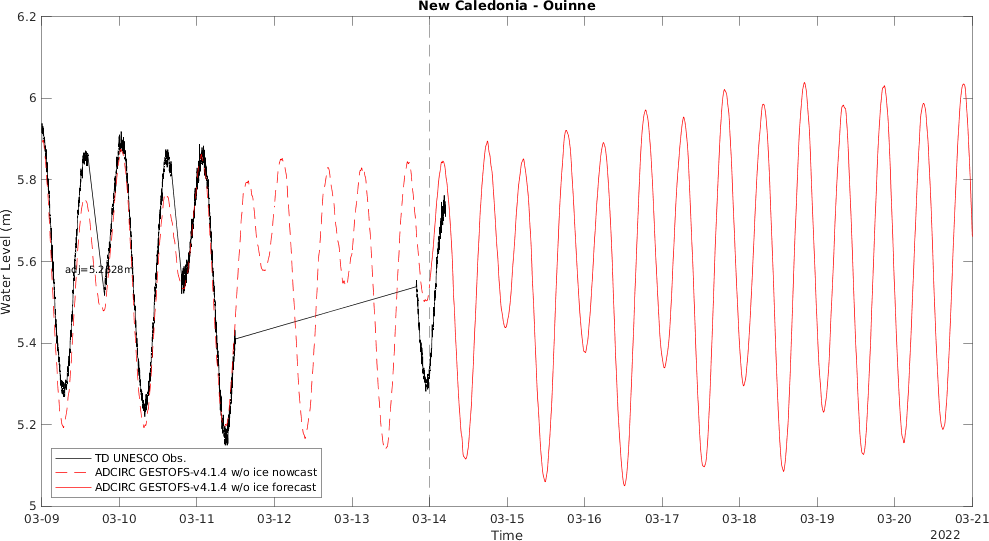 New Caledonia - Ouinne
6.2
6
5.8
5.6
5.4
5.2
5
Water Level (m)
adj=5.2528m
TD UNESCO Obs.
ADCIRC GESTOFS-v4.1.4 w/o ice nowcast
ADCIRC GESTOFS-v4.1.4 w/o ice forecast
03-09 03-10 03-11 03-12 03-13 03-14 03-15 03-16 03-17 03-18 03-19 03-20 03-21
Time
2022